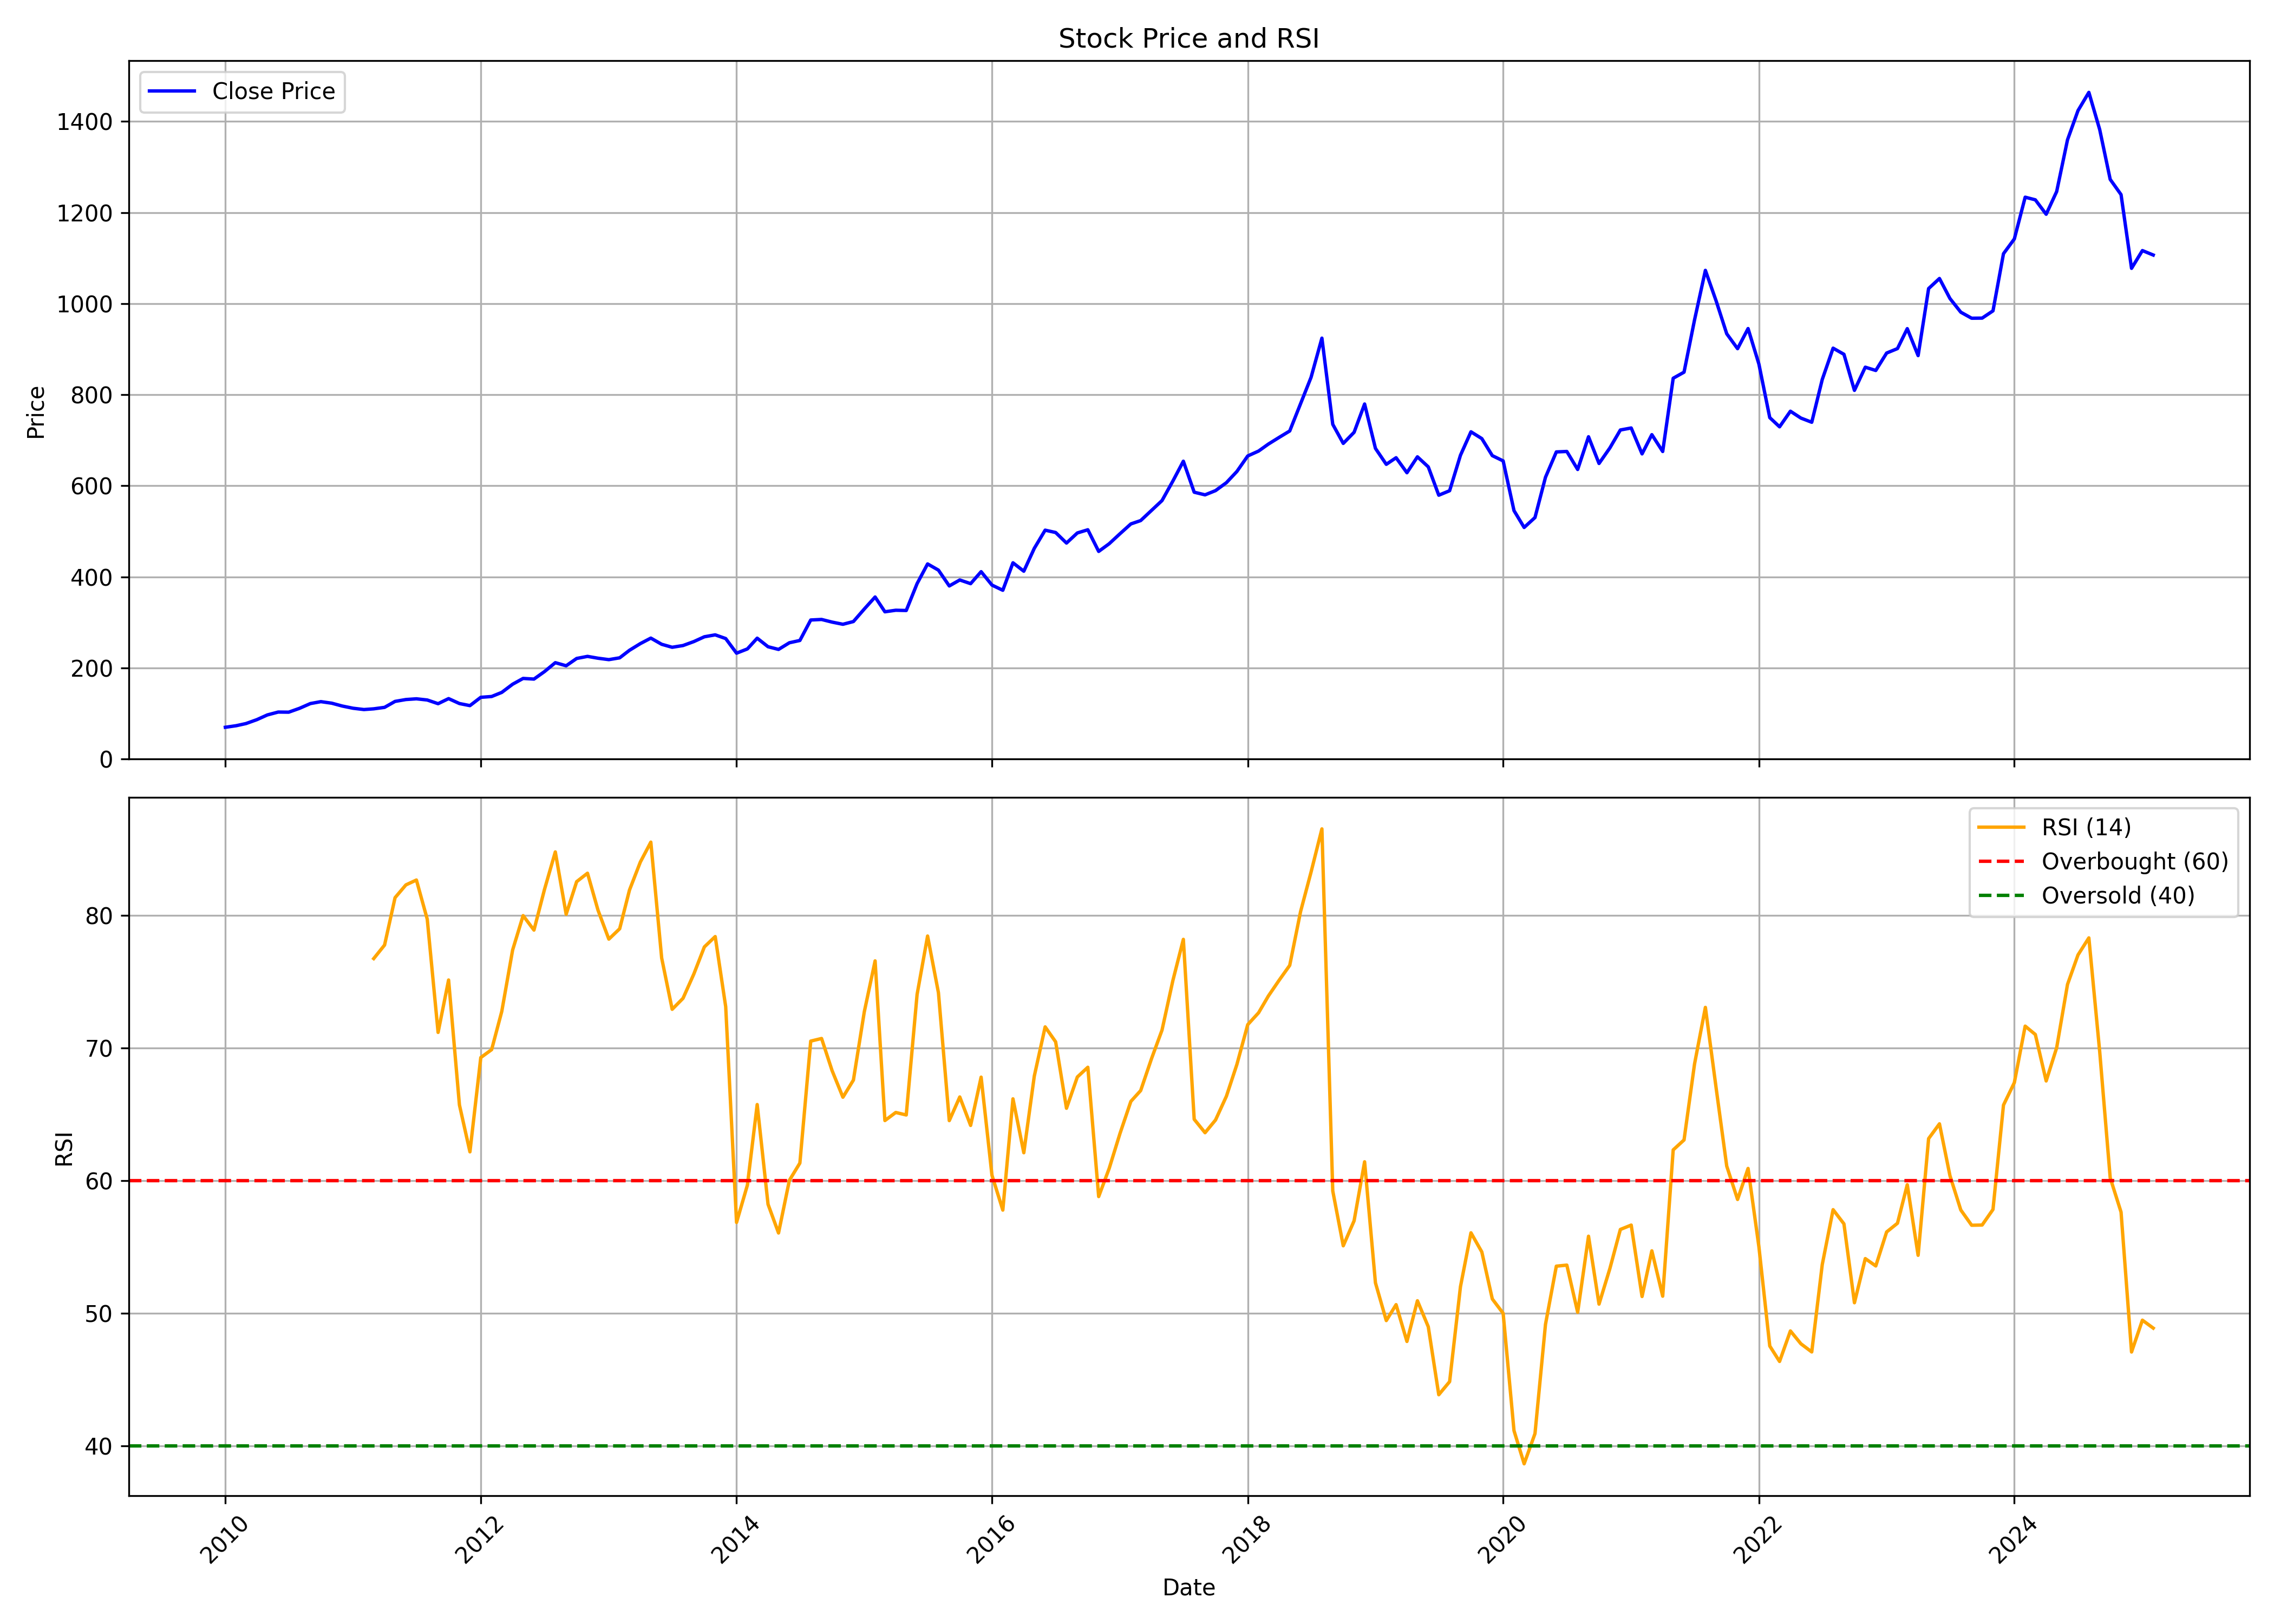 Stock Price and RSI
Close Price
Price
1400
1200
1000
800
600
400
200
0
RSI (14)
Overbought (60)
Oversold (40)
RSI
80
70
60
50
40
2010
2012
2014
2016
2018
2020
2022
2024
Date